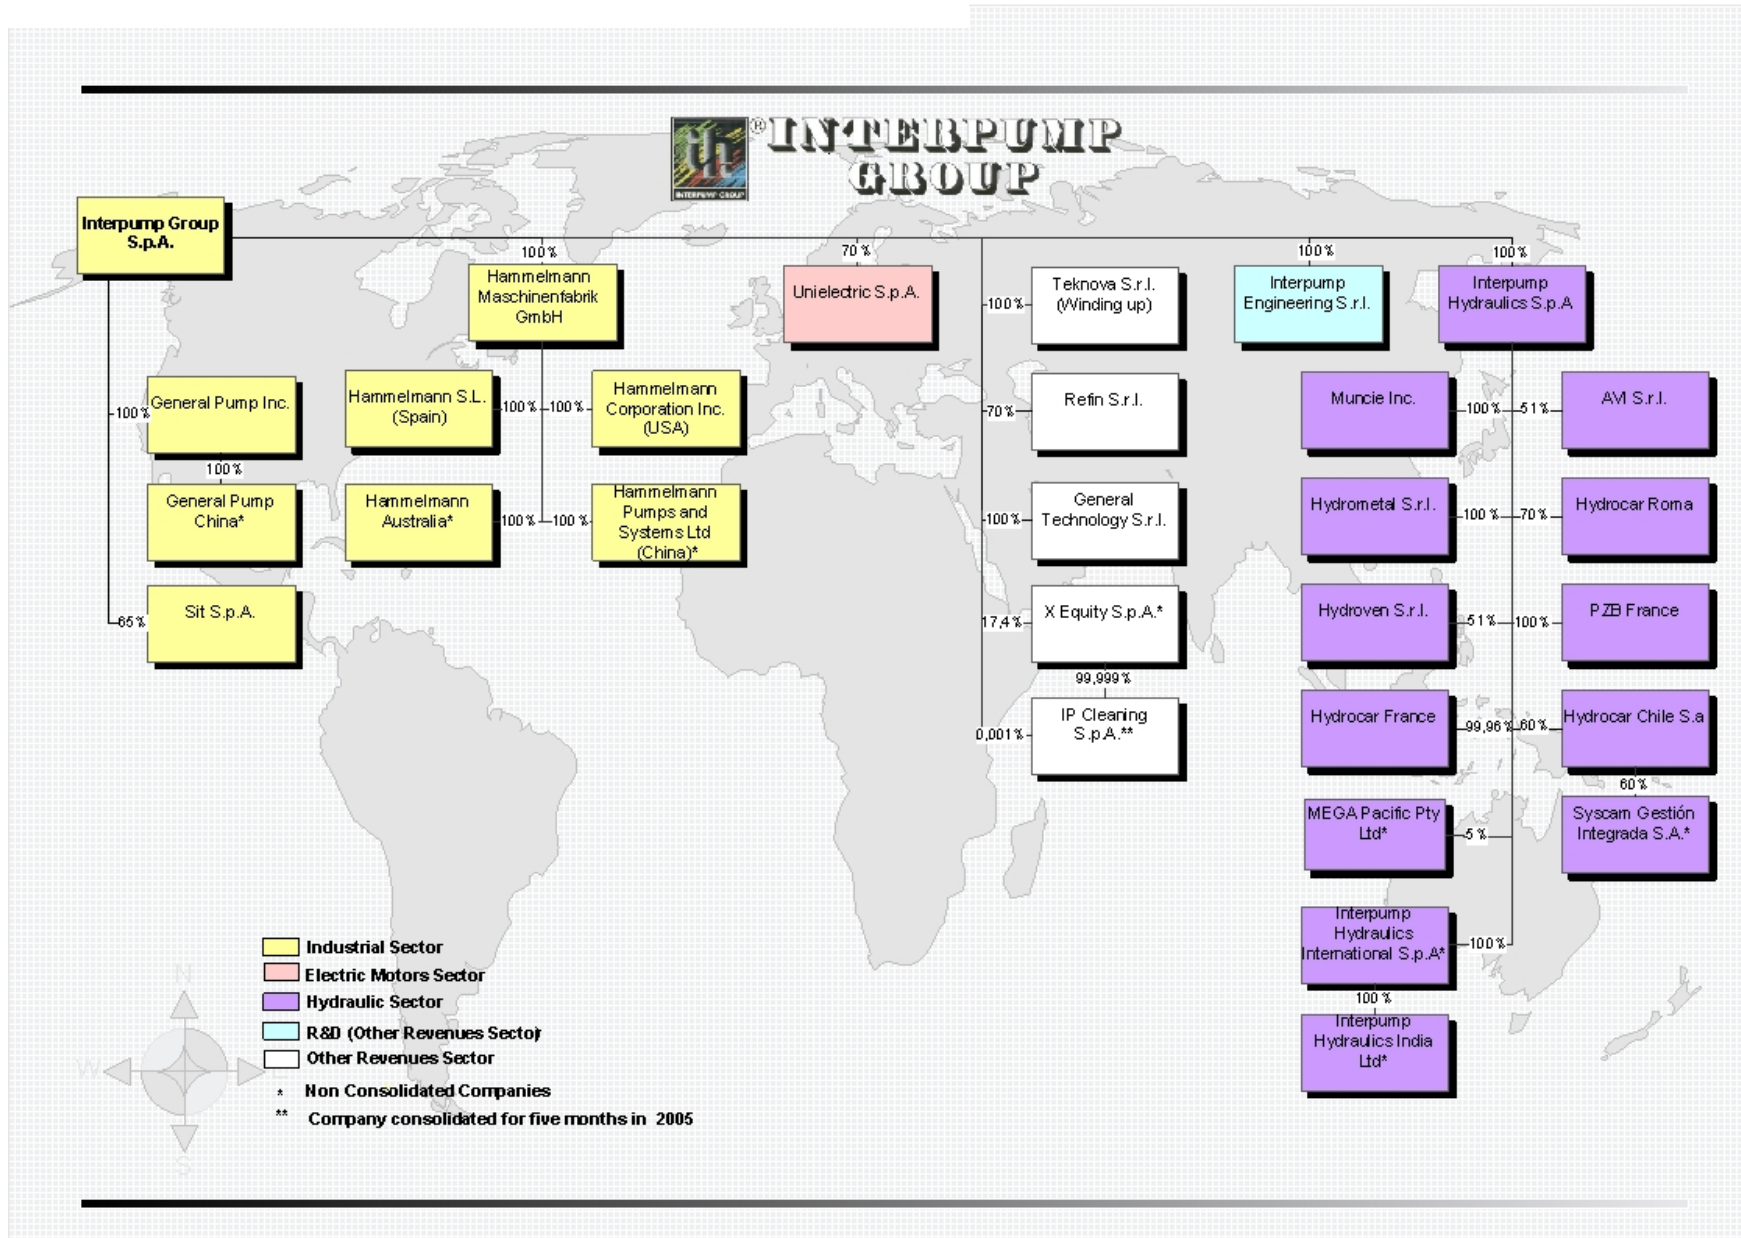 INTERPUMP
GROUP
®
INTERPUMP GROUP
Interpump Group
S.p.A.
100%
70%
100%
100%
Hammelmann
Maschinenfabrik
GmbH
Unielectric S.p.A.
100%
Teknova S.r.l.
(Winding up)
Interpump
Engineering S.r.l.
Interpump
Hydraulics S.p.A
100%
General Pump Inc.
Hammelmann S.L.
(Spain)
100%
100%
Hammelmann
Corporation Inc.
(USA)
70%
Refin S.r.l.
Muncie Inc.
100%
51%
AVI S.r.l.
100%
General Pump
China*
Hammelmann
Australia*
100%
100%
Hammelmann
Pumps and
Systems Ltd
(China)*
100%
General
Technology S.r.l.
Hydrometal S.r.l.
100%
70%
Hydrocar Roma
65%
Sit S.p.A.
17,4%
X Equity S.p.A.*
Hydroven S.r.l.
51%
100%
PZB France
99,999%
0,001%
IP Cleaning
S.p.A.**
Hydrocar France
99,96%
60%
Hydrocar Chile S.a
60%
MEGA Pacific Pty
Ltd*
5%
Syscam Gestión
Integrada S.A.*
Interpump
Hydraulics
International S.p.A*
100%
100%
Interpump
Hydraulics India
Ltd*
Industrial Sector
Electric Motors Sector
Hydraulic Sector
R&D (Other Revenues Sector)
Other Revenues Sector
* Non Consolidated Companies
** Company consolidated for five months in 2005
N
W
S